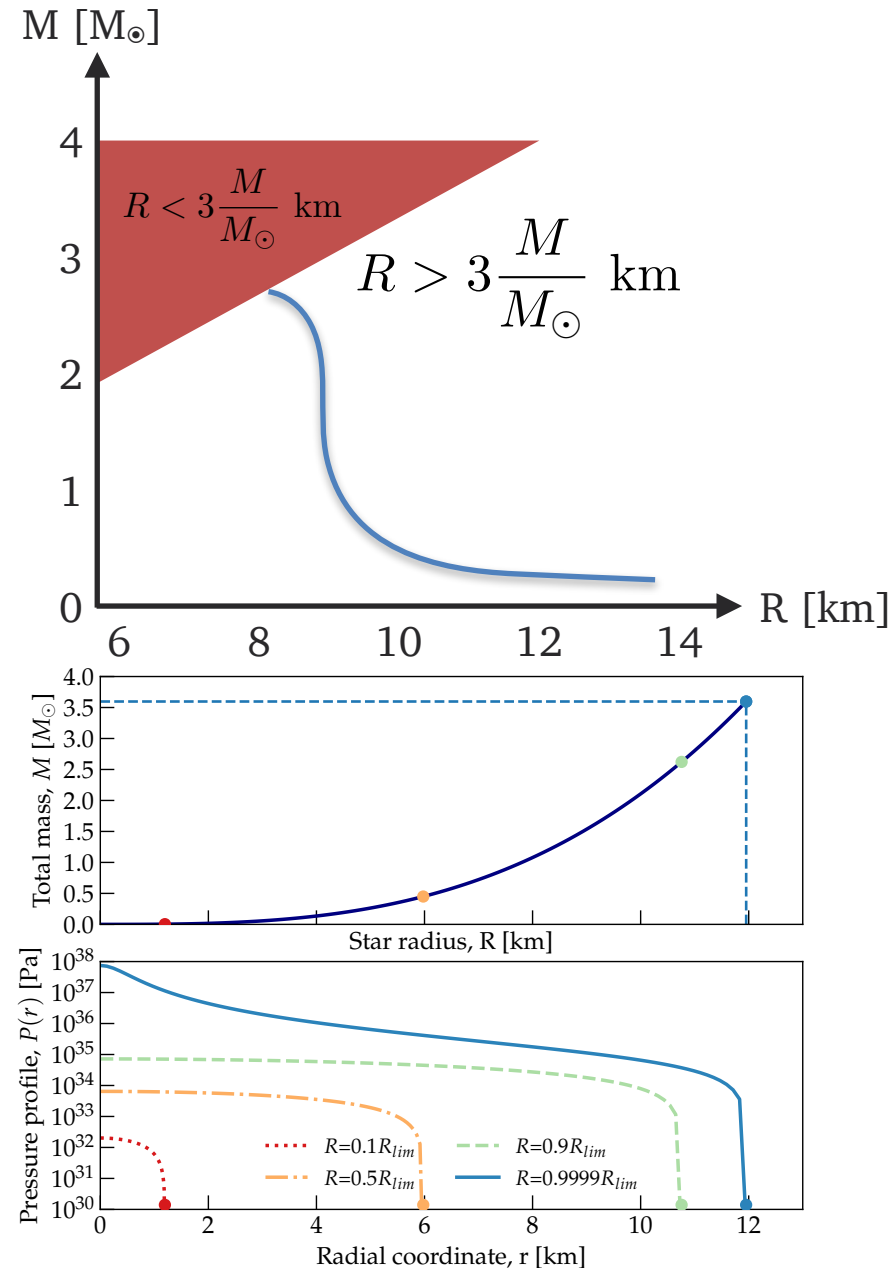 M [M☉]
4
R < 3 M/M☉ km
3
R > 3 M/M☉ km
2
1
0
R [km]
6 8 10 12 14
Total mass, M [M☉]
4.0
3.5
3.0
2.5
2.0
1.5
1.0
0.5
0.0
Star radius, R [km]
Pressure profile, P(r) [Pa]
10^38
10^37
10^36
10^35
10^34
10^33
10^32
10^31
10^30
R=0.1R_lim
R=0.9R_lim
R=0.5R_lim
R=0.9999R_lim
0 2 4 6 8 10 12
Radial coordinate, r [km]